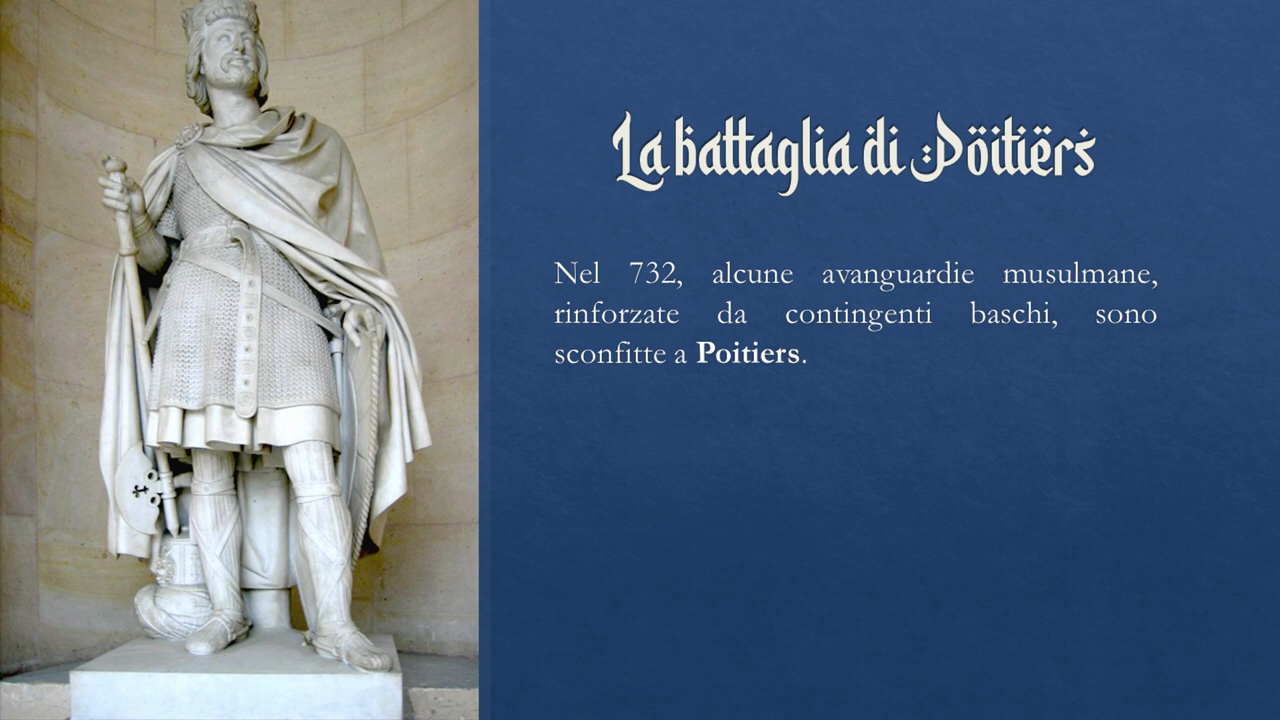 La battaglia di Poitiers
Nel 732, alcune avanguardie musulmane,
rinforzate da contingenti baschi, sono
sconfitte a Poitiers.